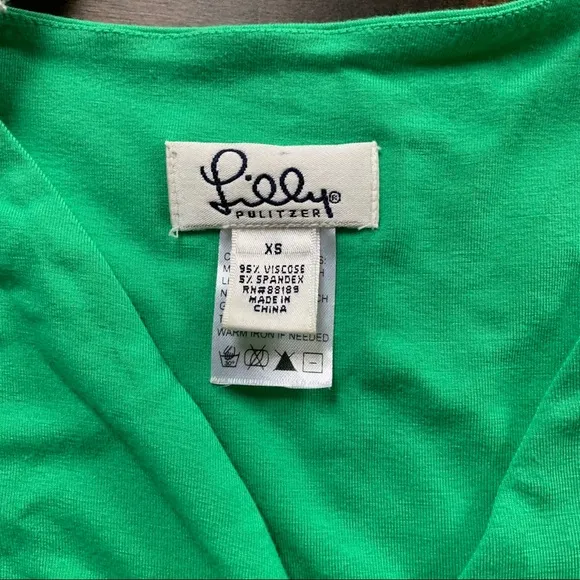 Lilly®
PULITZER
XS
95% VISCOSE
5% SPANDEX
RN#88189
MADE IN
CHINA
WARM IRON IF NEEDED